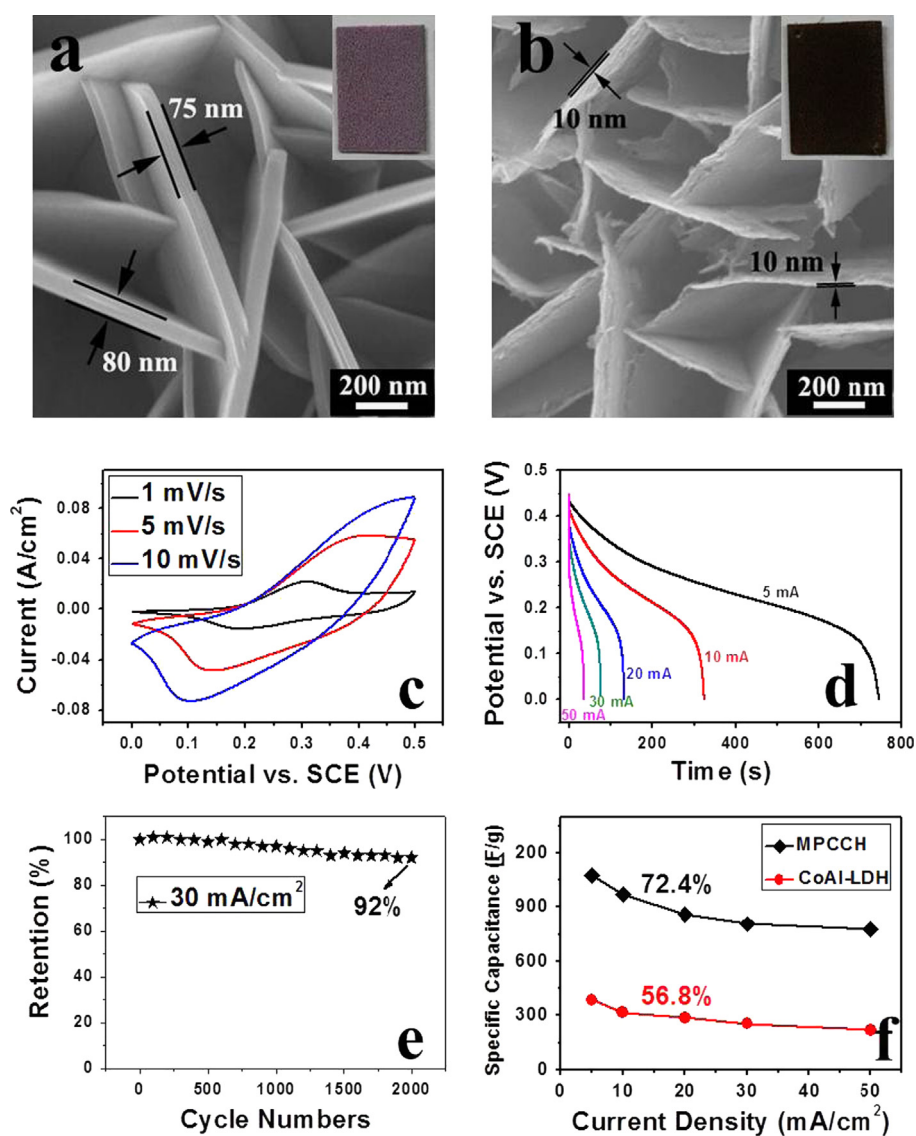 a
75 nm
80 nm
200 nm
b
10 nm
10 nm
200 nm
1 mV/s
5 mV/s
10 mV/s
Current (A/cm²)
0.08
0.04
0.00
-0.04
-0.08
0.0 0.1 0.2 0.3 0.4 0.5
Potential vs. SCE (V)
c
Potential vs. SCE (V)
0.5
0.4
0.3
0.2
0.1
0.0
5 mA
10 mA
20 mA
30 mA
50 mA
0 200 400 600 800
Time (s)
d
Retention (%)
100
80
60
40
20
0
30 mA/cm²
92%
0 500 1000 1500 2000
Cycle Numbers
e
Specific Capacitance (F/g)
200
900
600
300
0
MPCCH
CoAl-LDH
72.4%
56.8%
0 10 20 30 40 50
Current Density (mA/cm²)
f